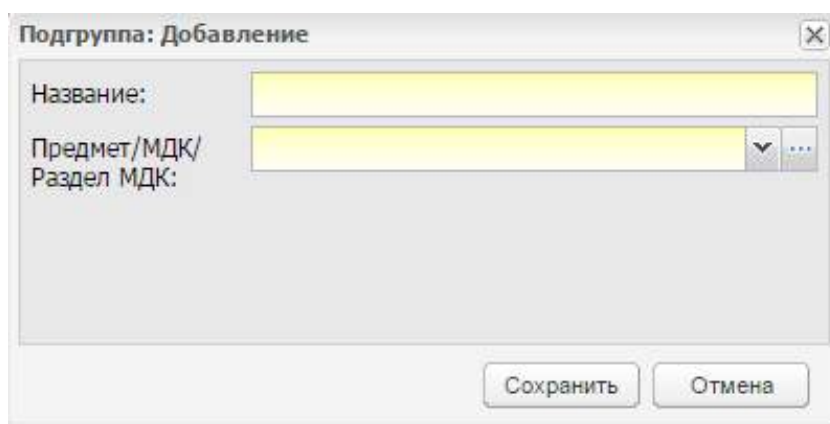 Подгруппа: Добавление
Название:
Предмет/МДК/
Раздел МДК:
Сохранить
Отмена